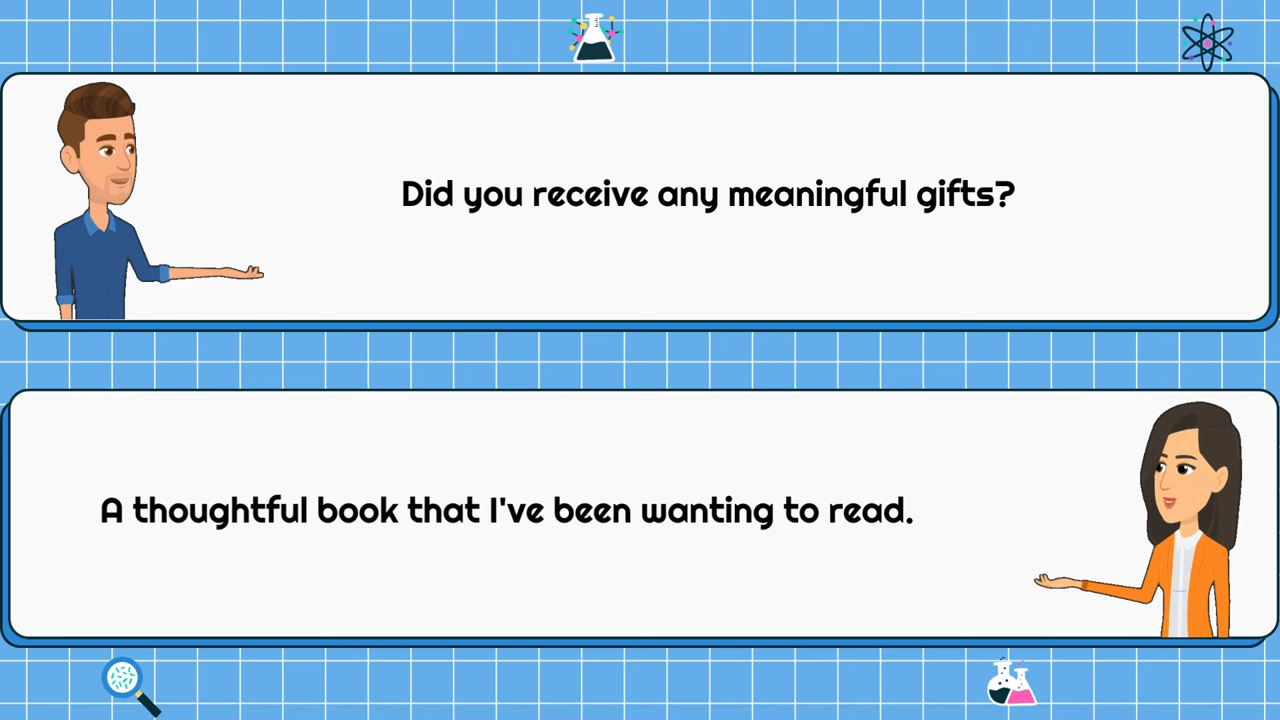 Did you receive any meaningful gifts?
A thoughtful book that I've been wanting to read.